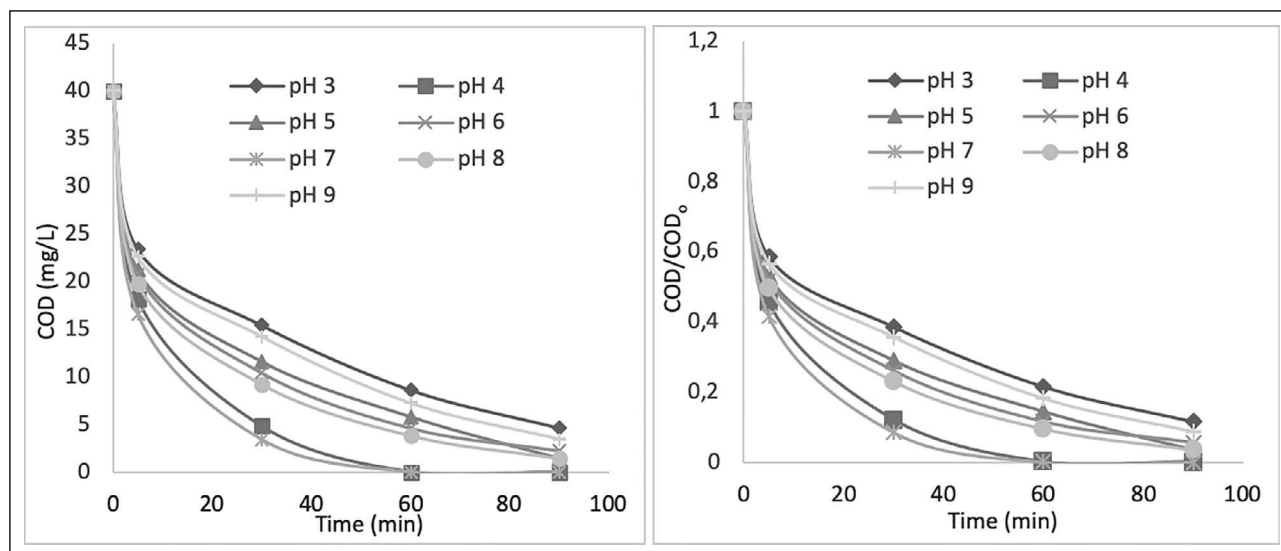 45
40
35
30
25
20
15
10
5
0
COD (mg/L)
pH 3 pH 4
pH 5 pH 6
pH 7 pH 8
pH 9
0 20 40 60 80 100
Time (min)
1,2
1
0,8
0,6
0,4
0,2
0
COD/CODₒ
pH 3 pH 4
pH 5 pH 6
pH 7 pH 8
pH 9
0 20 40 60 80 100
Time (min)